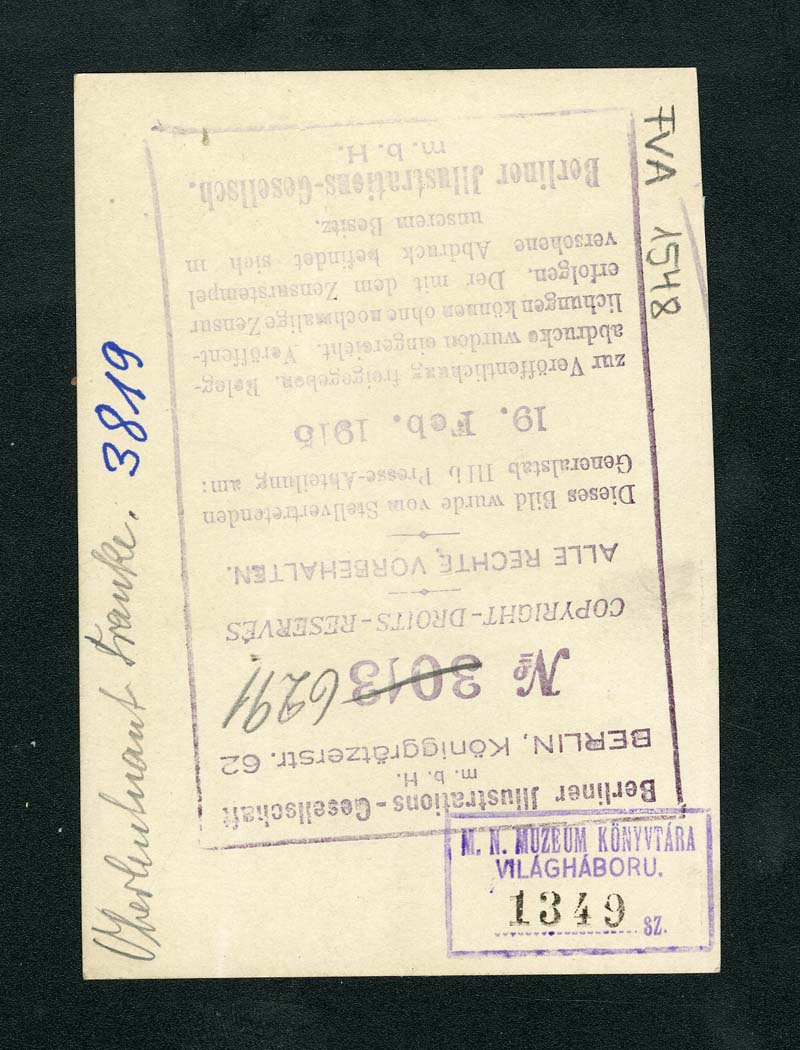 Berliner Jllustrations-Gesellschaft
m. b. H.
BERLIN, Königgrätzerstr. 62
No 3013 6291
COPYRIGHT-DROITS-RESERVÉS
ALLE RECHTE VORBEHALTEN.
Dieses Bild wurde vom Stellvertretenden
Generalstab IIIb Presse-Abteilung am:
19. Feb. 1915
zur Veröffentlichung freigegeben. Beleg-
abdrucke wurden eingereicht. Veröffent-
lichungen können ohne nochmalige Zensur
erfolgen. Der mit dem Zensurstempel
versehene Abdruck befindet sich in
unserem Besitz.
Berliner Jllustrations-Gesellsch.
m. b. H.
FVA 1548
Oberleutnant Franke. 3819
M. N. MUZEUM KÖNYVTÁRA
VILÁGHÁBORU.
1349 SZ.